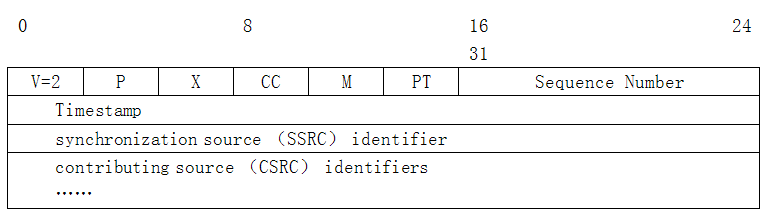 0 8 16 24
31
V=2 P X CC M PT Sequence Number
Timestamp
synchronization source （SSRC） identifier
contributing source （CSRC） identifiers
……